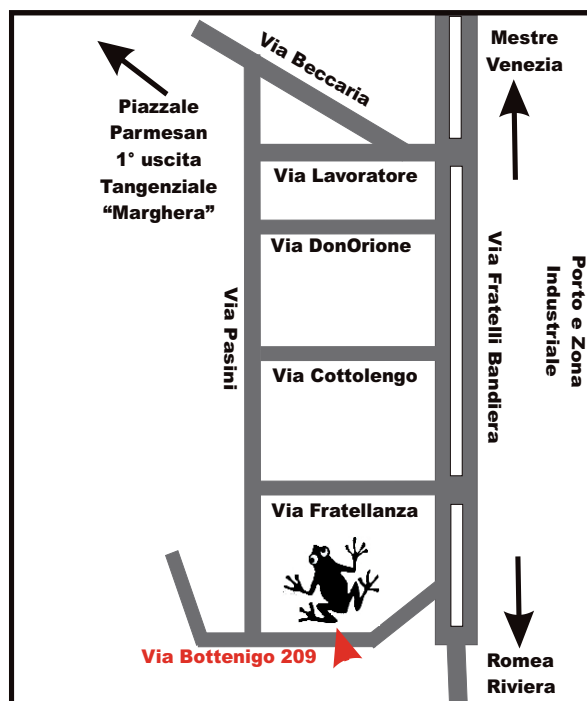 Via Beccaria
Mestre
Venezia
Piazzale
Parmesan
1° uscita
Tangenziale
“Marghera”
Via Lavoratore
Via DonOrione
Via Pasini
Via Fratelli Bandiera
Porto e Zona
Industriale
Via Cottolengo
Via Fratellanza
Via Bottenigo 209
Romea
Riviera